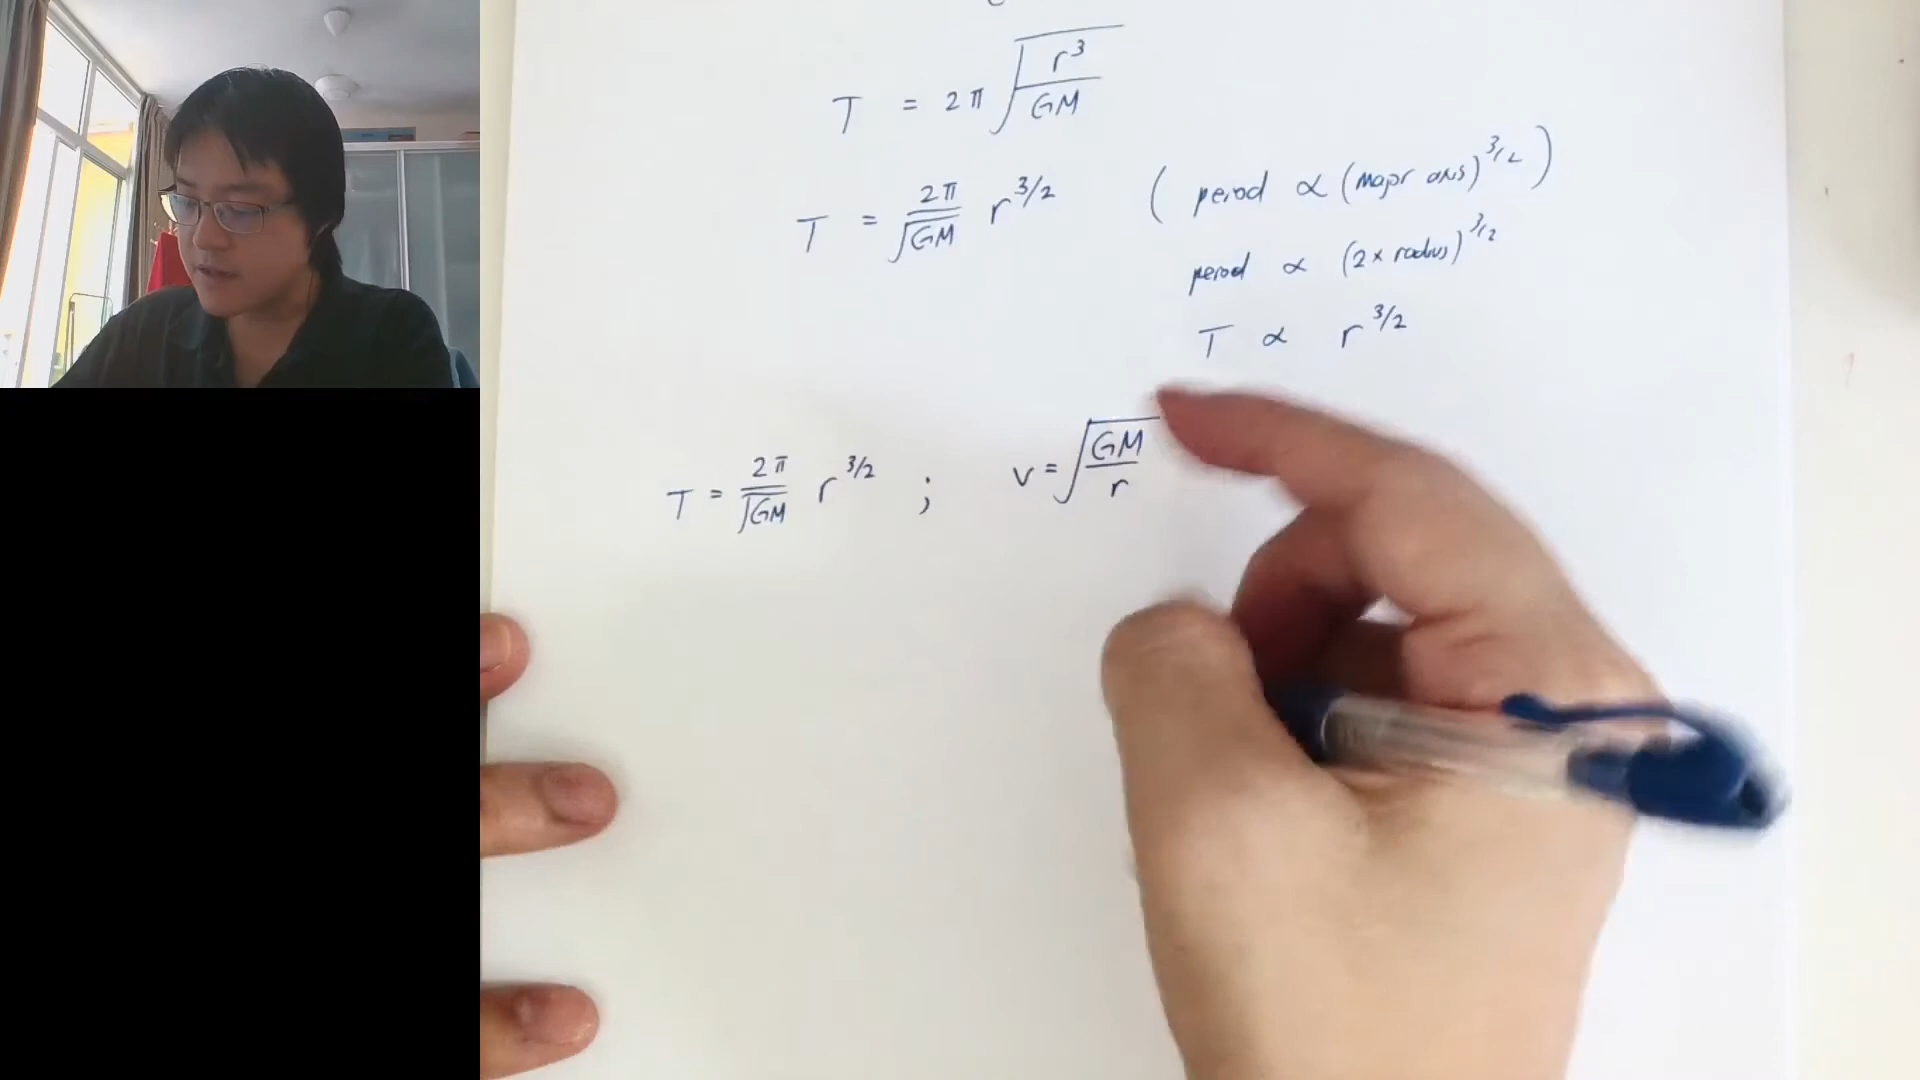 T = 2π √(r³/GM)
T = 2π/√GM r^3/2 ( period ∝ (major axis)^3/2 )
period ∝ (2 × radius)^3/2
T ∝ r^3/2
T = 2π/√GM r^3/2 ; v = √(GM/r)